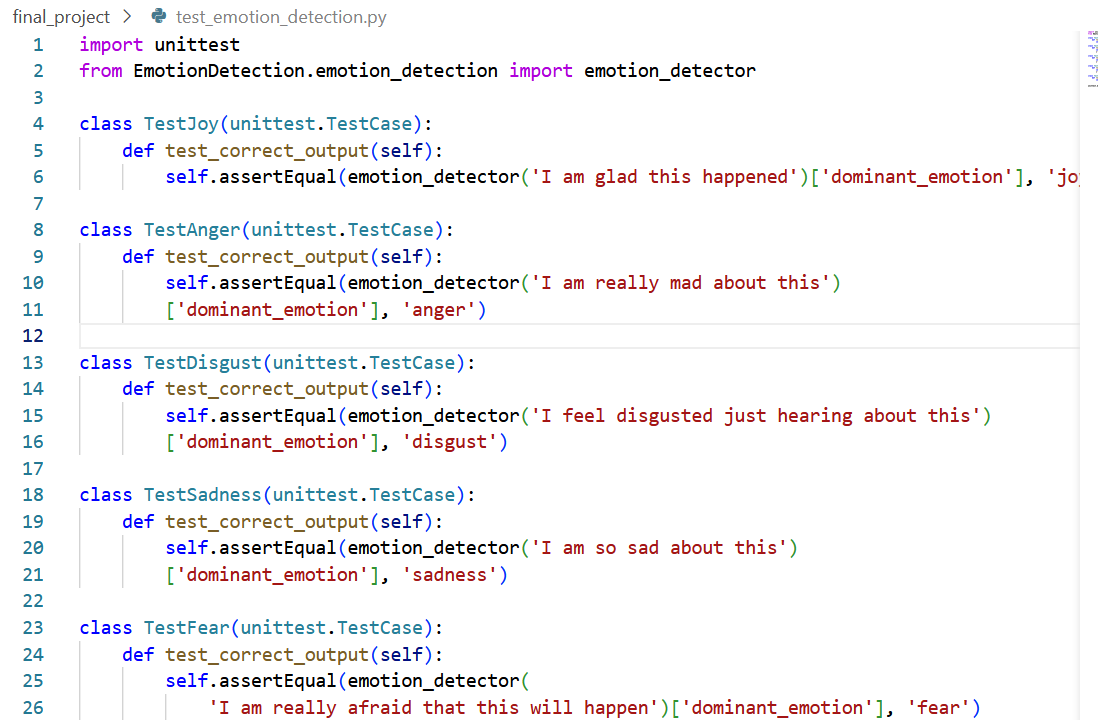 final_project > test_emotion_detection.py
1 import unittest
2 from EmotionDetection.emotion_detection import emotion_detector
3
4 class TestJoy(unittest.TestCase):
5     def test_correct_output(self):
6         self.assertEqual(emotion_detector('I am glad this happened')['dominant_emotion'], 'jo
7
8 class TestAnger(unittest.TestCase):
9     def test_correct_output(self):
10         self.assertEqual(emotion_detector('I am really mad about this')
11         ['dominant_emotion'], 'anger')
12
13 class TestDisgust(unittest.TestCase):
14     def test_correct_output(self):
15         self.assertEqual(emotion_detector('I feel disgusted just hearing about this')
16         ['dominant_emotion'], 'disgust')
17
18 class TestSadness(unittest.TestCase):
19     def test_correct_output(self):
20         self.assertEqual(emotion_detector('I am so sad about this')
21         ['dominant_emotion'], 'sadness')
22
23 class TestFear(unittest.TestCase):
24     def test_correct_output(self):
25         self.assertEqual(emotion_detector(
26             'I am really afraid that this will happen')['dominant_emotion'], 'fear')